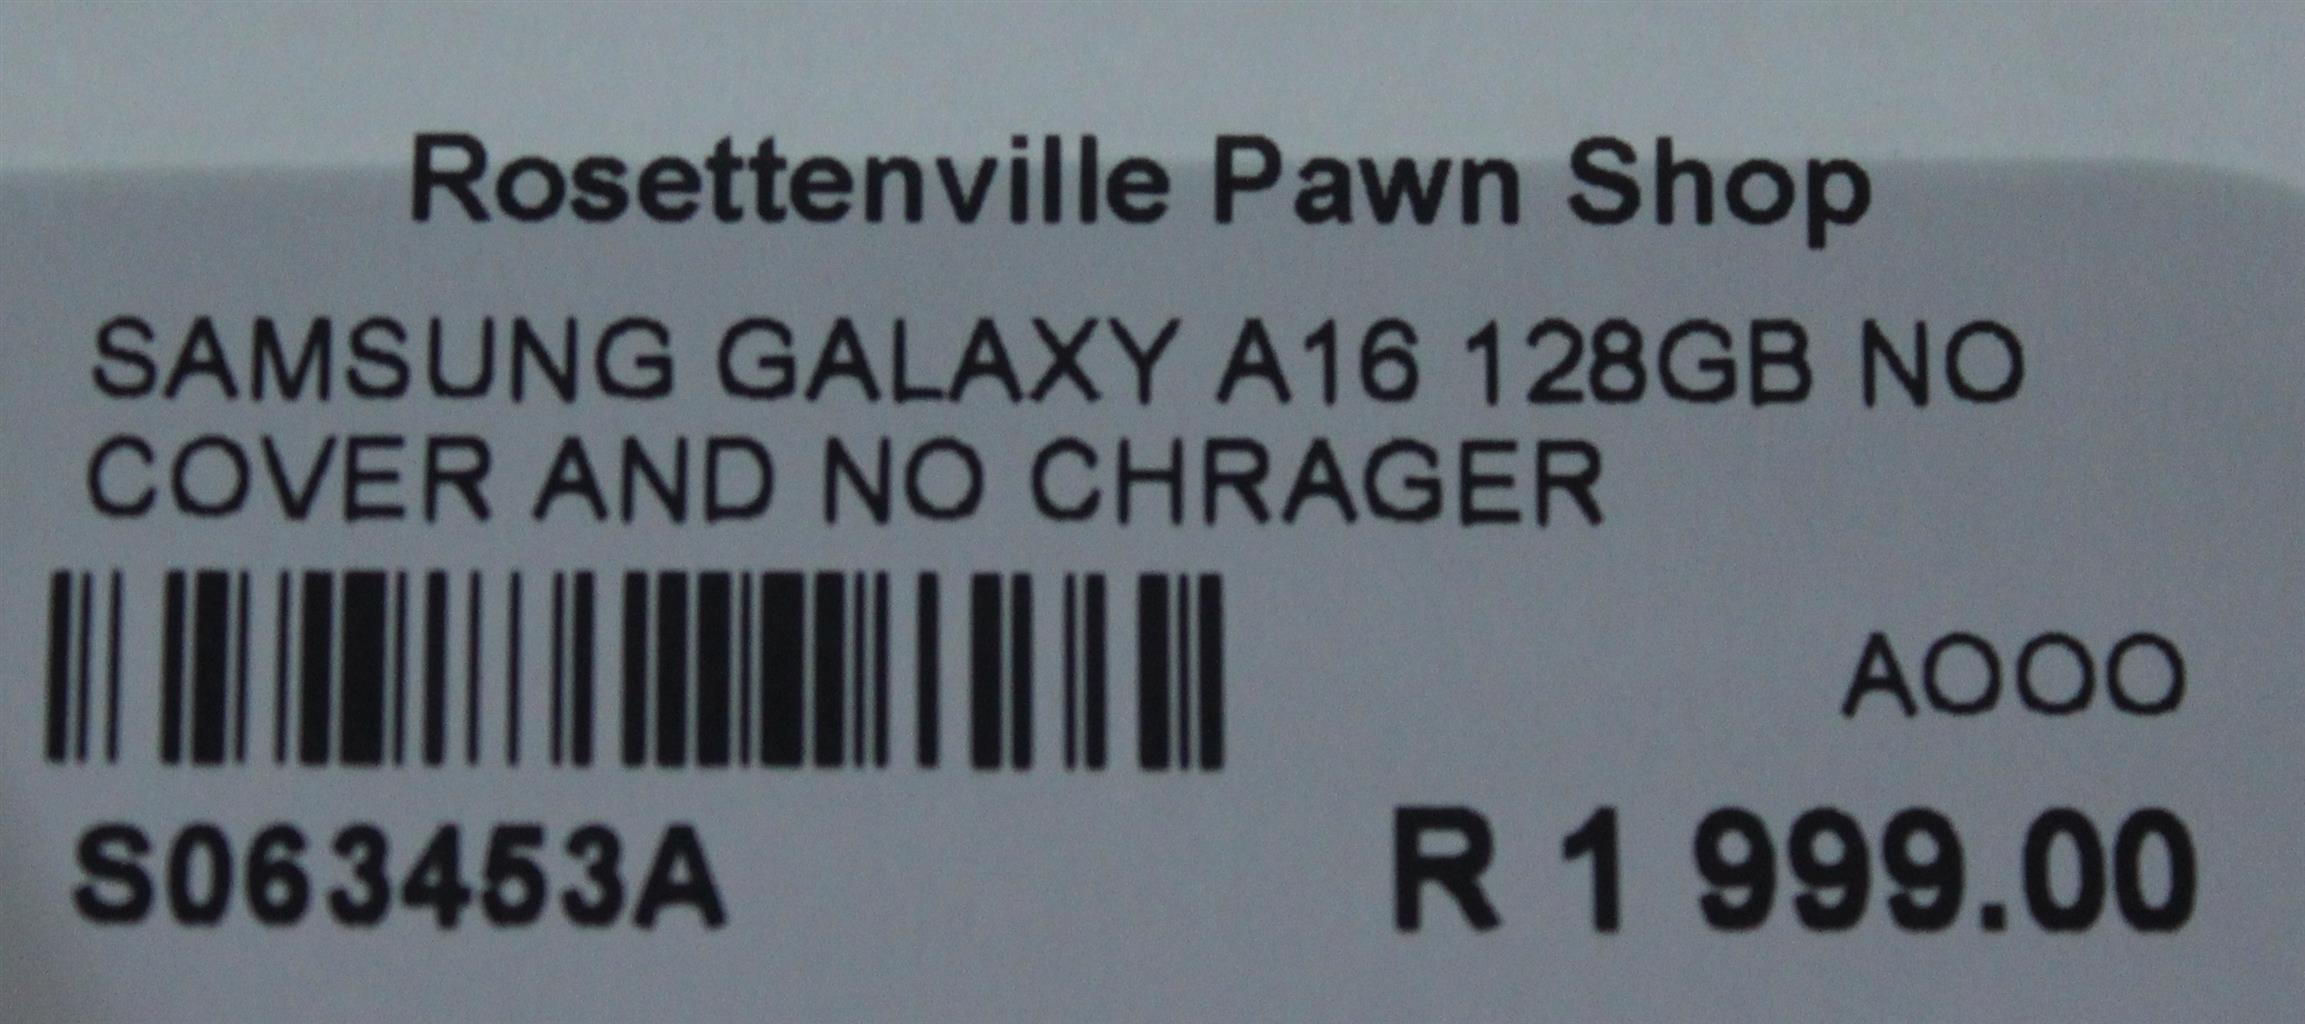 Rosettenville Pawn Shop
SAMSUNG GALAXY A16 128GB NO
COVER AND NO CHRAGER
AOOO
S063453A
R 1 999.00